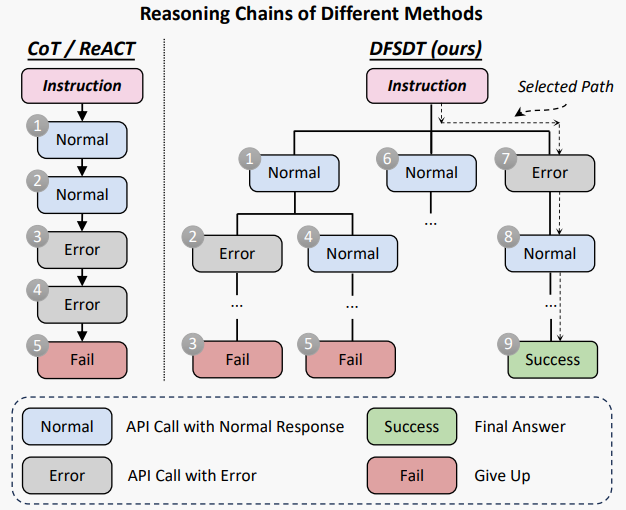 Reasoning Chains of Different Methods
CoT / ReACT
DFSDT (ours)
Instruction
Instruction
Selected Path
1
Normal
2
Normal
3
Error
4
Error
5
Fail
1
Normal
6
Normal
7
Error
...
2
Error
4
Normal
8
Normal
...
...
...
3
Fail
5
Fail
9
Success
Normal API Call with Normal Response
Success Final Answer
Error API Call with Error
Fail Give Up